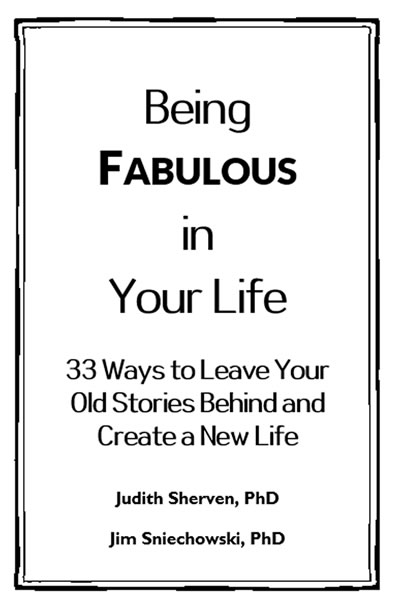 Being
FABULOUS
in
Your Life
33 Ways to Leave Your
Old Stories Behind and
Create a New Life
Judith Sherven, PhD
Jim Sniechowski, PhD